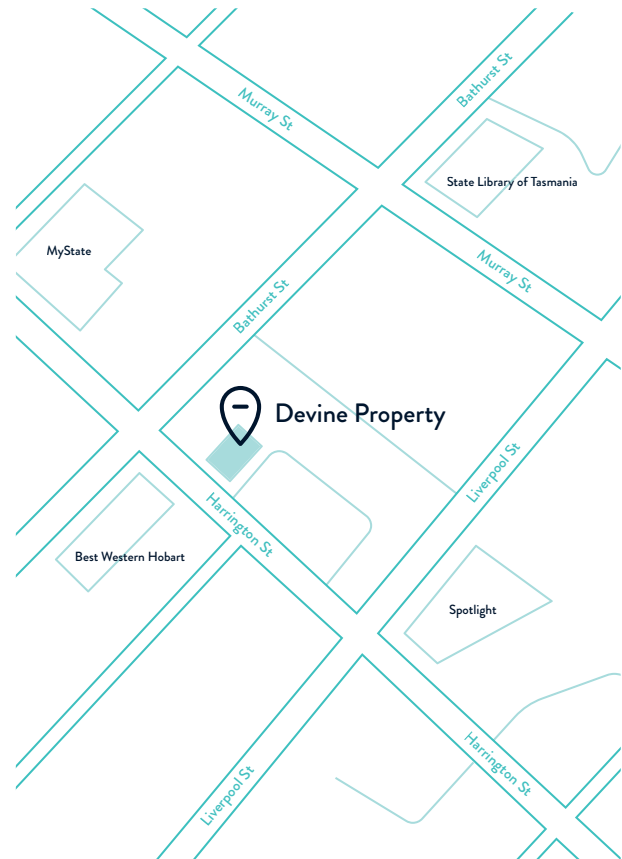 Bathurst St
Murray St
State Library of Tasmania
MyState
Murray St
Bathurst St
Devine Property
Liverpool St
Harrington St
Best Western Hobart
Spotlight
Harrington St
Liverpool St